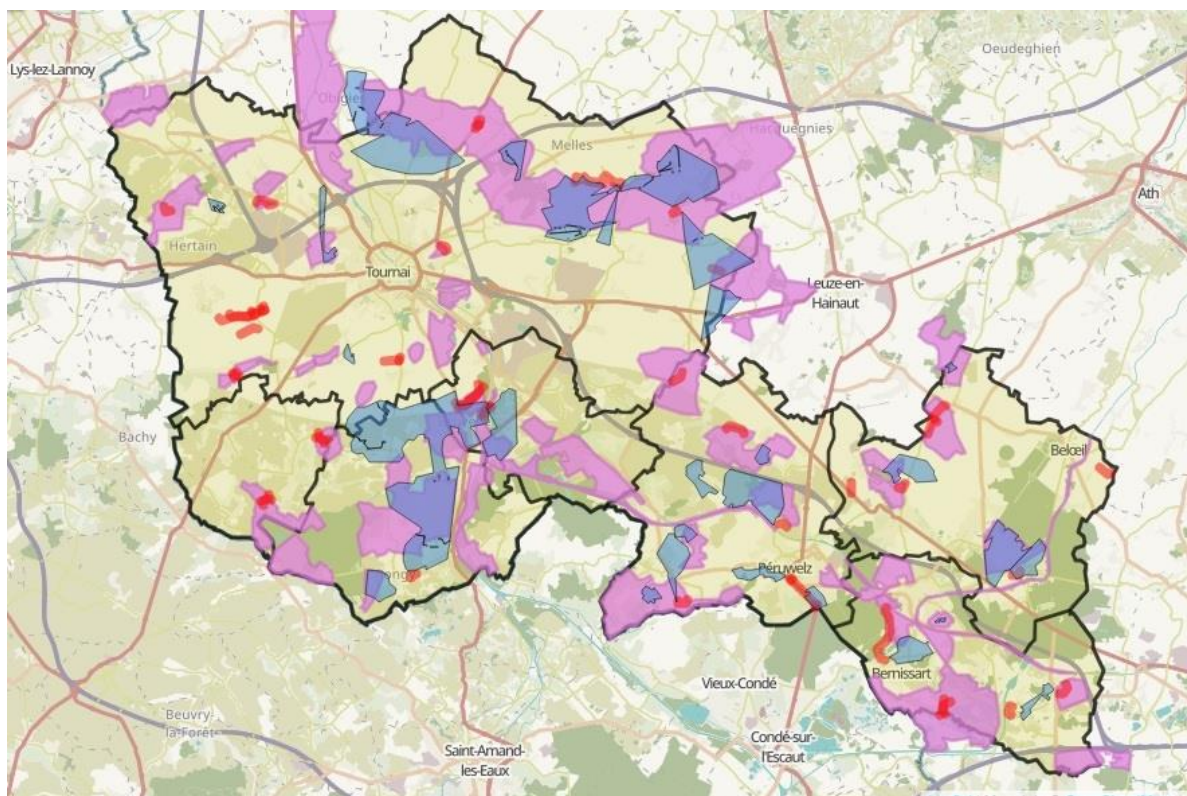 Oeudeghien
Lys-lez-Lannoy
Obigies
Hacquegnies
Melles
Ath
Hertain
Tournai
Leuze-en-
Hainaut
Bachy
Belœil
Péruwelz
Bernissart
Vieux-Condé
Beuvry-
la-Forêt
Condé-sur-
l'Escaut
Saint-Amand-
les-Eaux